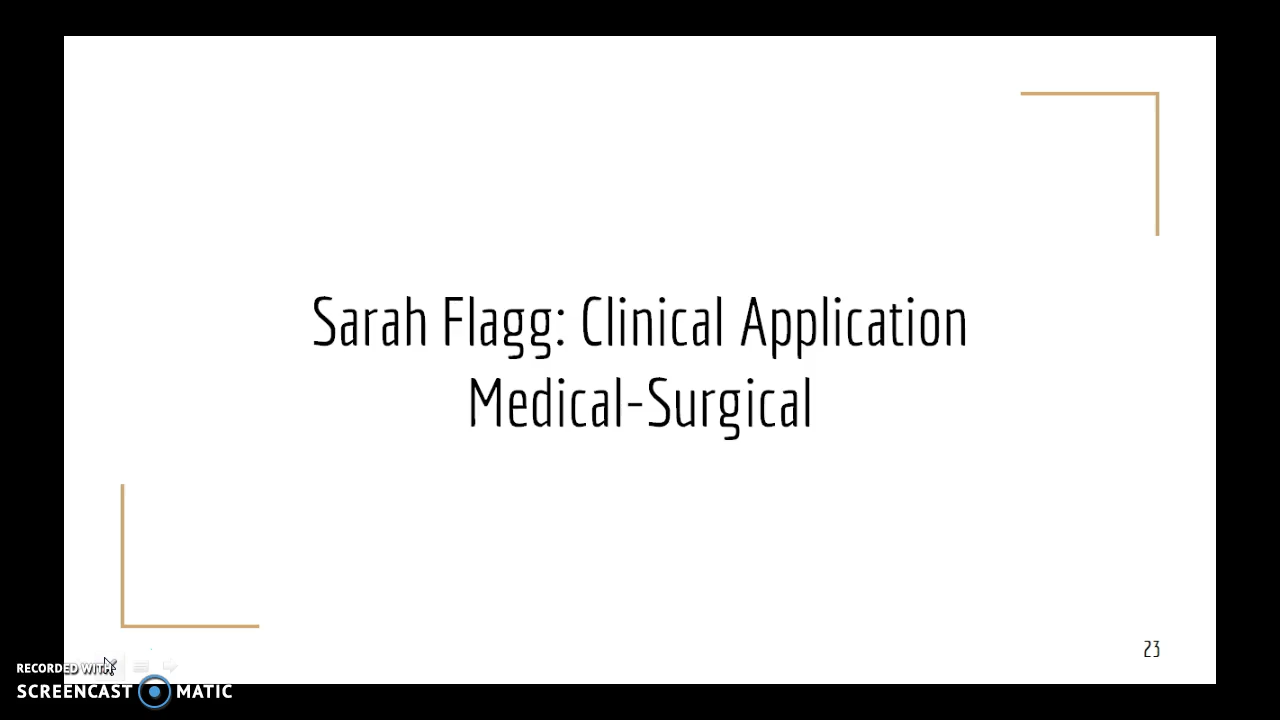 Sarah Flagg: Clinical Application
Medical-Surgical
23
RECORDED WITH
SCREENCAST MATIC